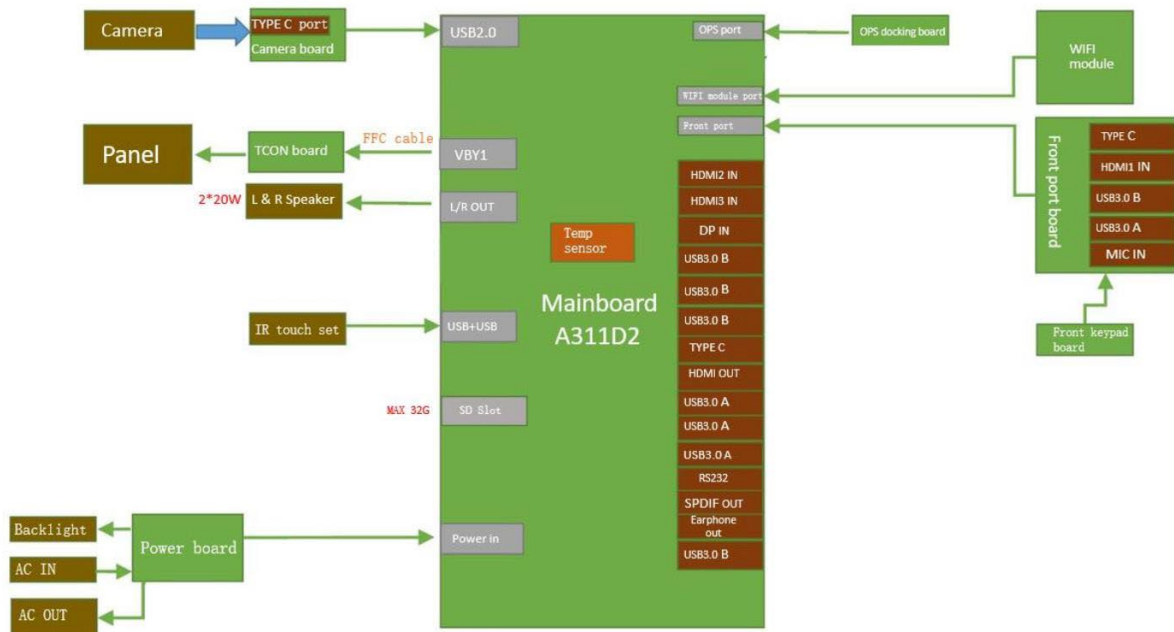 Camera
TYPE C port
Camera board
USB2.0
OPS port
OPS docking board
WIFI
module
WIFI module port
Front port
Panel
TCON board
FFC cable
VBY1
2*20W
L & R Speaker
L/R OUT
Temp
sensor
Mainboard
A311D2
IR touch set
USB+USB
MAX 32G
SD Slot
Backlight
AC IN
AC OUT
Power board
Power in
HDMI2 IN
HDMI3 IN
DP IN
USB3.0 B
USB3.0 B
USB3.0 B
TYPE C
HDMI OUT
USB3.0 A
USB3.0 A
USB3.0 A
RS232
SPDIF OUT
Earphone
out
USB3.0 B
Front port board
TYPE C
HDMI1 IN
USB3.0 B
USB3.0 A
MIC IN
Front keypad
board